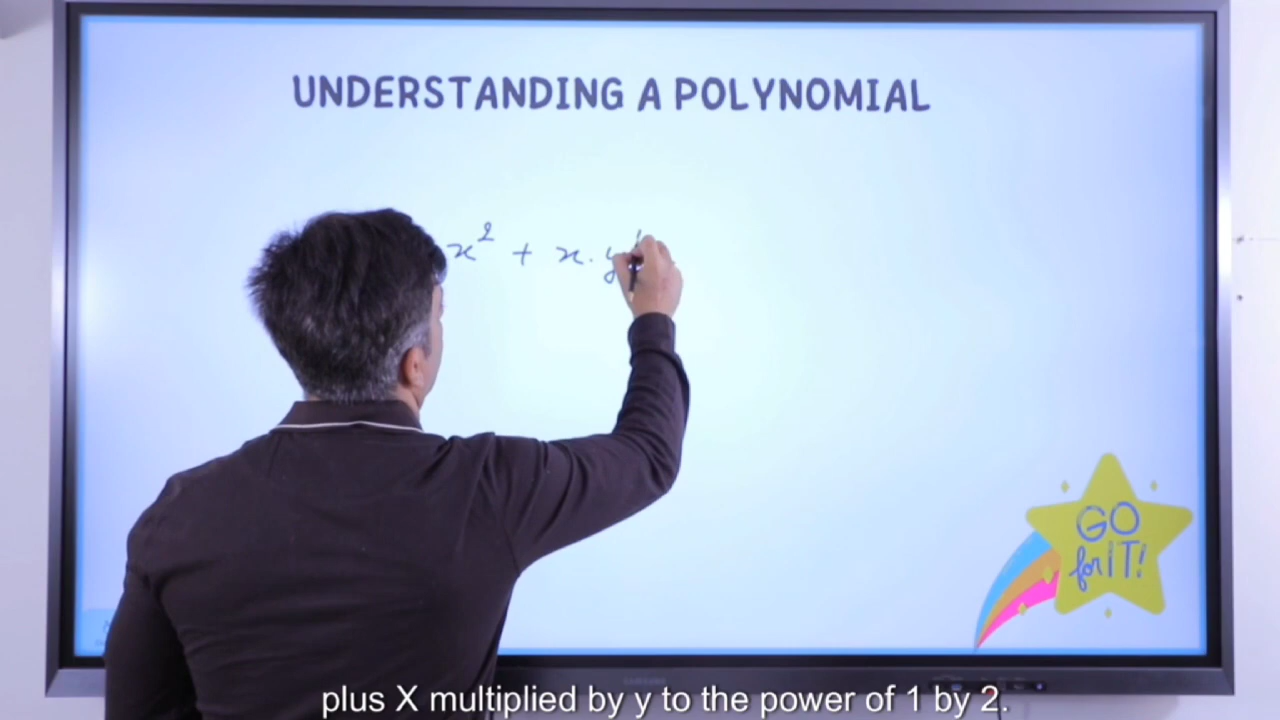 UNDERSTANDING A POLYNOMIAL
x² + x . y
GO
for IT!
plus X multiplied by y to the power of 1 by 2.